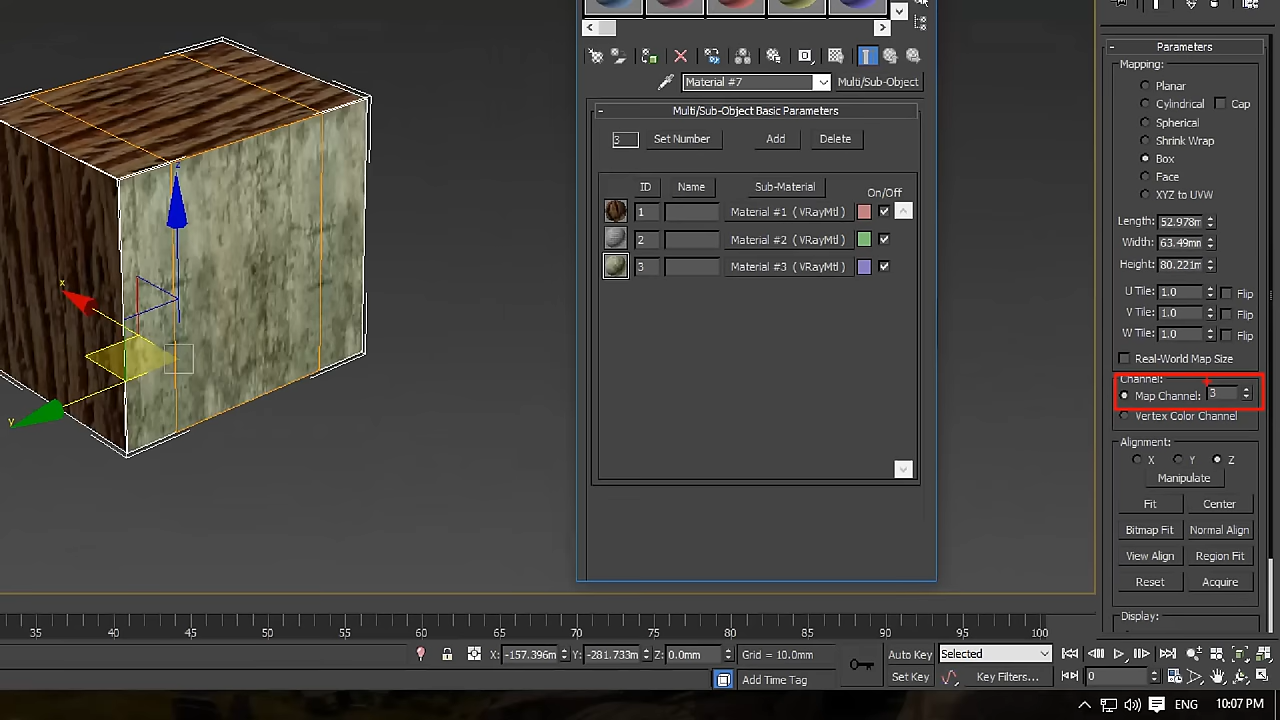 Parameters
Mapping:
Planar
Cylindrical Cap
Spherical
Shrink Wrap
Box
Face
XYZ to UVW
Length: 52.978m
Width: 63.49mm
Height: 80.221m
U Tile: 1.0 Flip
V Tile: 1.0 Flip
W Tile: 1.0 Flip
Real-World Map Size
Channel:
Map Channel: 3
Vertex Color Channel
Alignment:
X Y Z
Manipulate
Fit Center
Bitmap Fit Normal Align
View Align Region Fit
Reset Acquire
Display:
Material #7 Multi/Sub-Object
Multi/Sub-Object Basic Parameters
3 Set Number Add Delete
ID Name Sub-Material On/Off
1 Material #1 ( VRayMtl )
2 Material #2 ( VRayMtl )
3 Material #3 ( VRayMtl )
x
y
z
35 40 45 50 55 60 65 70 75 80 85 90 95 100
X: -157.396m Y: -281.733m Z: 0.0mm Grid = 10.0mm Auto Key Selected
Add Time Tag Set Key Key Filters... 0
ENG 10:07 PM